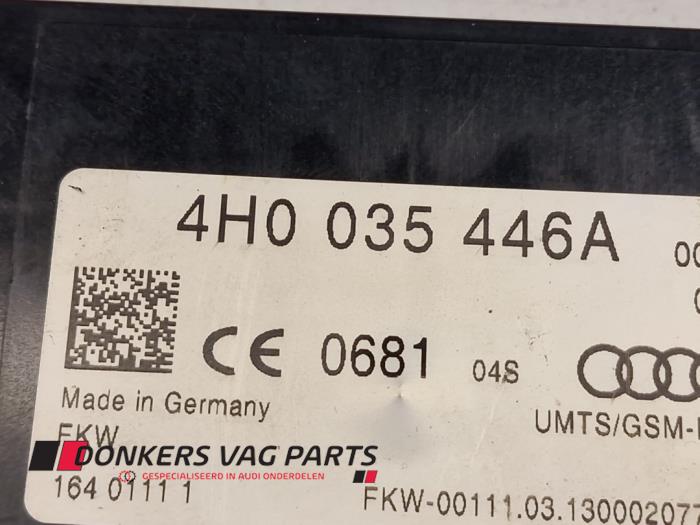 4H0 035 446A 00
CE 0681 04S
Made in Germany
UMTS/GSM-
FKW
DONKERS VAG PARTS
GESPECIALISEERD IN AUDI ONDERDELEN
164 0111 1
FKW-00111.03.130002077